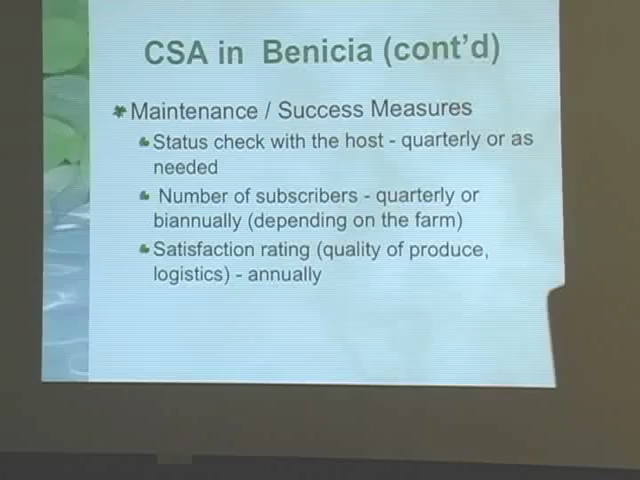 CSA in Benicia (cont'd)
Maintenance / Success Measures
Status check with the host - quarterly or as
needed
Number of subscribers - quarterly or
biannually (depending on the farm)
Satisfaction rating (quality of produce,
logistics) - annually